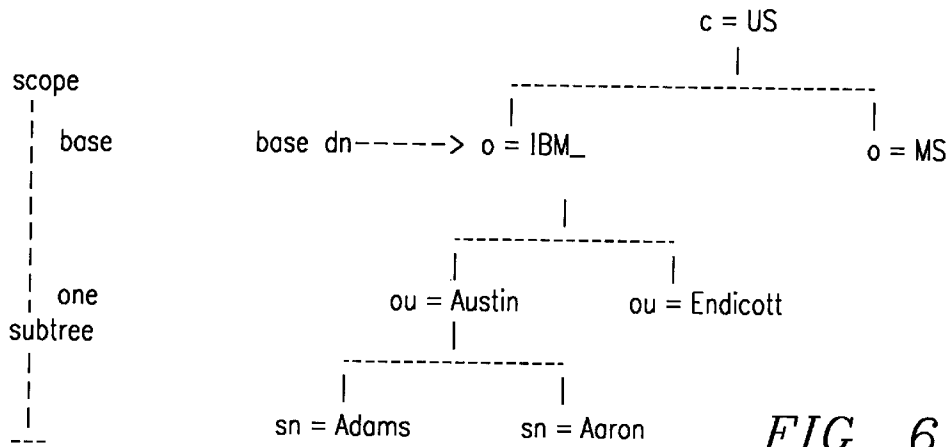 c = US
scope
base
base dn-----> o = IBM_
o = MS
one
ou = Austin
ou = Endicott
subtree
sn = Adams
sn = Aaron
FIG. 6